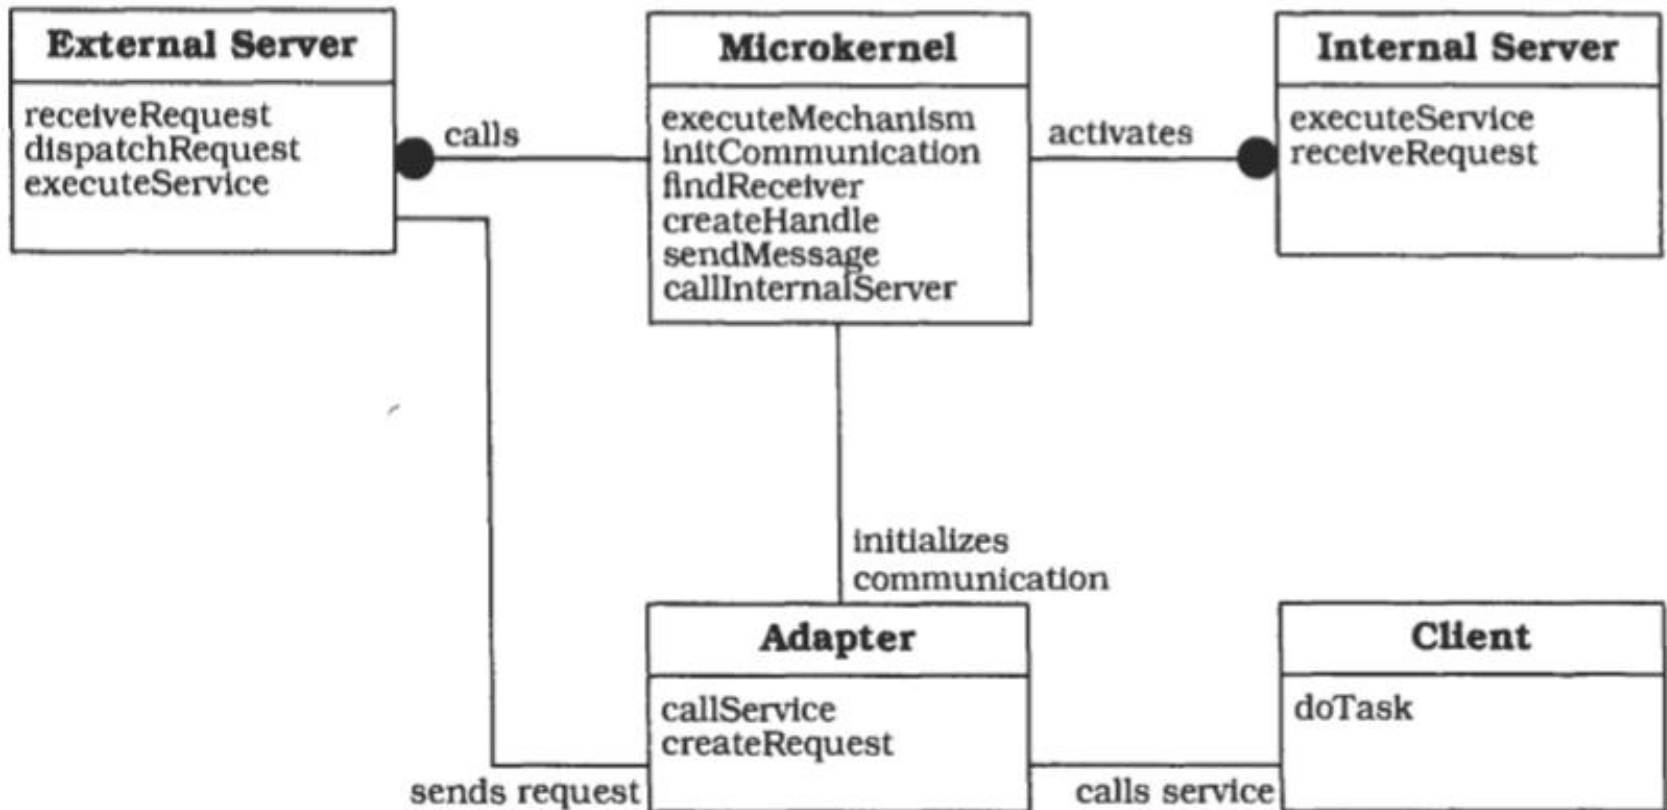 External Server
receiveRequest
dispatchRequest
executeService
calls
Microkernel
executeMechanism
initCommunication
findReceiver
createHandle
sendMessage
callInternalServer
activates
Internal Server
executeService
receiveRequest
initializes
communication
Adapter
callService
createRequest
sends request
Client
doTask
calls service